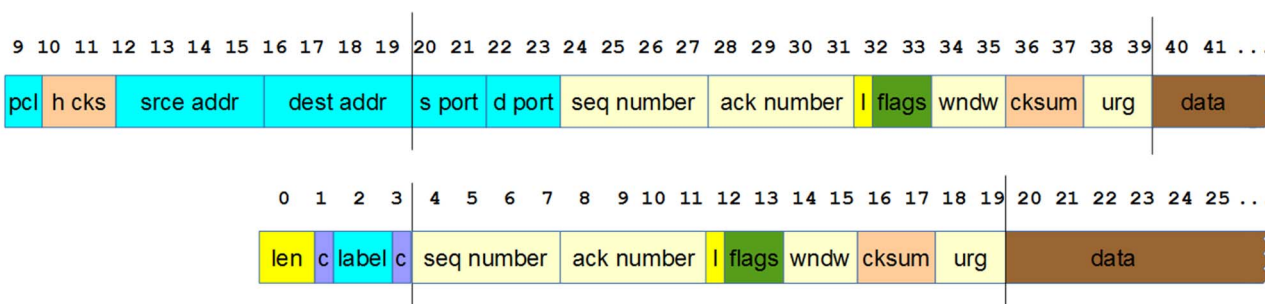 9 10 11 12 13 14 15 16 17 18 19 20 21 22 23 24 25 26 27 28 29 30 31 32 33 34 35 36 37 38 39 40 41 ...
pcl h cks srce addr dest addr s port d port seq number ack number l flags wndw cksum urg data
0 1 2 3 4 5 6 7 8 9 10 11 12 13 14 15 16 17 18 19 20 21 22 23 24 25 ...
len c label c seq number ack number l flags wndw cksum urg data